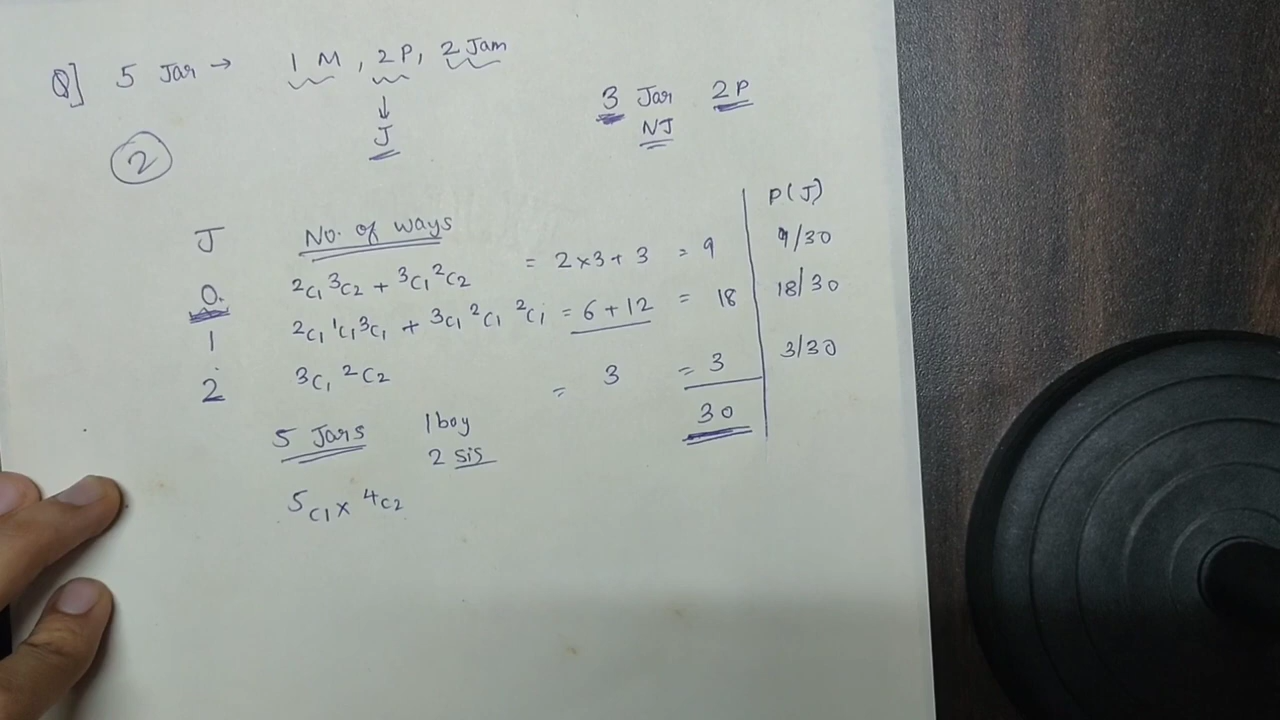 Q] 5 Jar → 1 M, 2 P, 2 Jam
↓
J
3 Jar 2P
NJ
2
J No. of ways P(J)
0. ²C₁ ³C₂ + ³C₁ ²C₂ = 2×3+3 = 9 9/30
1 ²C₁ ¹C₁ ³C₁ + ³C₁ ²C₁ ²C₁ = 6+12 = 18 18/30
2 ³C₁ ²C₂ = 3 = 3 3/30
30
5 Jars 1 boy
2 sis
⁵C₁ × ⁴C₂